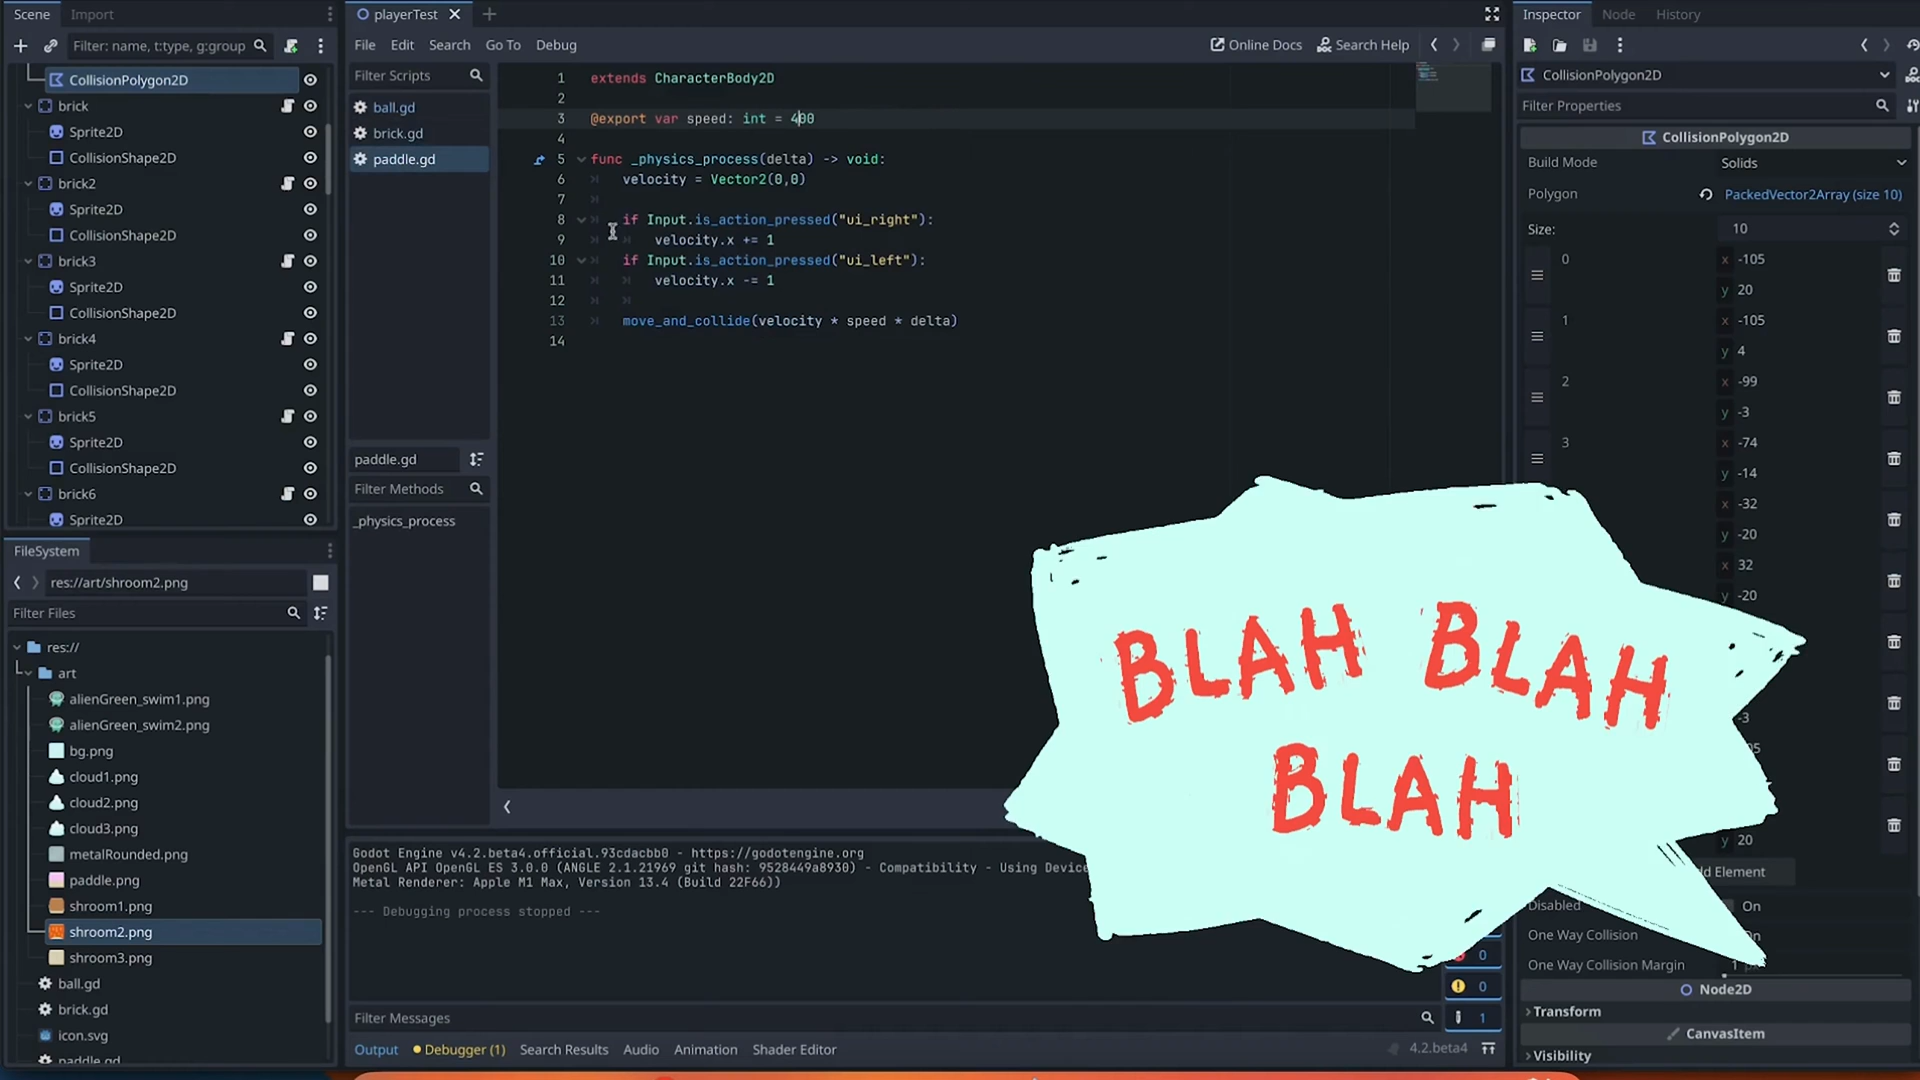 Scene Import
Filter: name, t:type, g:group
CollisionPolygon2D
brick
Sprite2D
CollisionShape2D
brick2
Sprite2D
CollisionShape2D
brick3
Sprite2D
CollisionShape2D
brick4
Sprite2D
CollisionShape2D
brick5
Sprite2D
CollisionShape2D
brick6
Sprite2D
FileSystem
res://art/shroom2.png
Filter Files
res://
art
alienGreen_swim1.png
alienGreen_swim2.png
bg.png
cloud1.png
cloud2.png
cloud3.png
metalRounded.png
paddle.png
shroom1.png
shroom2.png
shroom3.png
ball.gd
brick.gd
icon.svg
paddle.gd
playerTest
File Edit Search Go To Debug
Online Docs Search Help
Filter Scripts
ball.gd
brick.gd
paddle.gd
paddle.gd
Filter Methods
_physics_process
1 extends CharacterBody2D
2
3 @export var speed: int = 400
4
5 func _physics_process(delta) -> void:
6 velocity = Vector2(0,0)
7
8 if Input.is_action_pressed("ui_right"):
9 velocity.x += 1
10 if Input.is_action_pressed("ui_left"):
11 velocity.x -= 1
12
13 move_and_collide(velocity * speed * delta)
14
Godot Engine v4.2.beta4.official.93cdacbb0 - https://godotengine.org
OpenGL API OpenGL ES 3.0.0 (ANGLE 2.1.21969 git hash: 9528449a8930) - Compatibility - Using Device
Metal Renderer: Apple M1 Max, Version 13.4 (Build 22F66))
--- Debugging process stopped ---
0
0
Filter Messages
1
Output Debugger (1) Search Results Audio Animation Shader Editor
4.2.beta4
Inspector Node History
CollisionPolygon2D
Filter Properties
CollisionPolygon2D
Build Mode Solids
Polygon PackedVector2Array (size 10)
Size: 10
0 x -105
y 20
1 x -105
y 4
2 x -99
y -3
3 x -74
y -14
x -32
y -20
x 32
y -20
-3
y 20
Disabled On
One Way Collision
One Way Collision Margin 1
Node2D
Transform
CanvasItem
Visibility
BLAH BLAH
BLAH